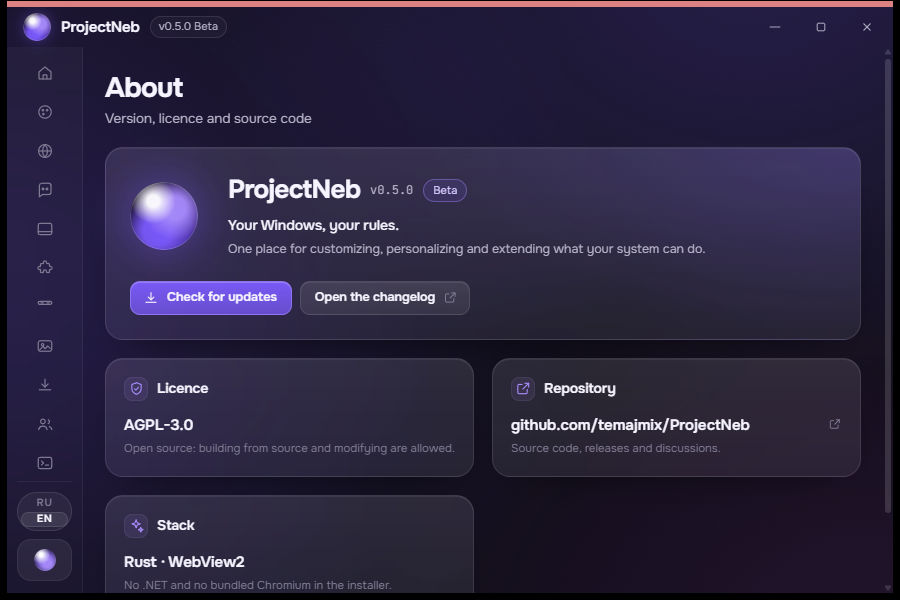 ProjectNeb v0.5.0 Beta
About
Version, licence and source code
ProjectNeb v0.5.0 Beta
Your Windows, your rules.
One place for customizing, personalizing and extending what your system can do.
Check for updates
Open the changelog
Licence
AGPL-3.0
Open source: building from source and modifying are allowed.
Repository
github.com/temajmix/ProjectNeb
Source code, releases and discussions.
RU
EN
Stack
Rust · WebView2
No .NET and no bundled Chromium in the installer.